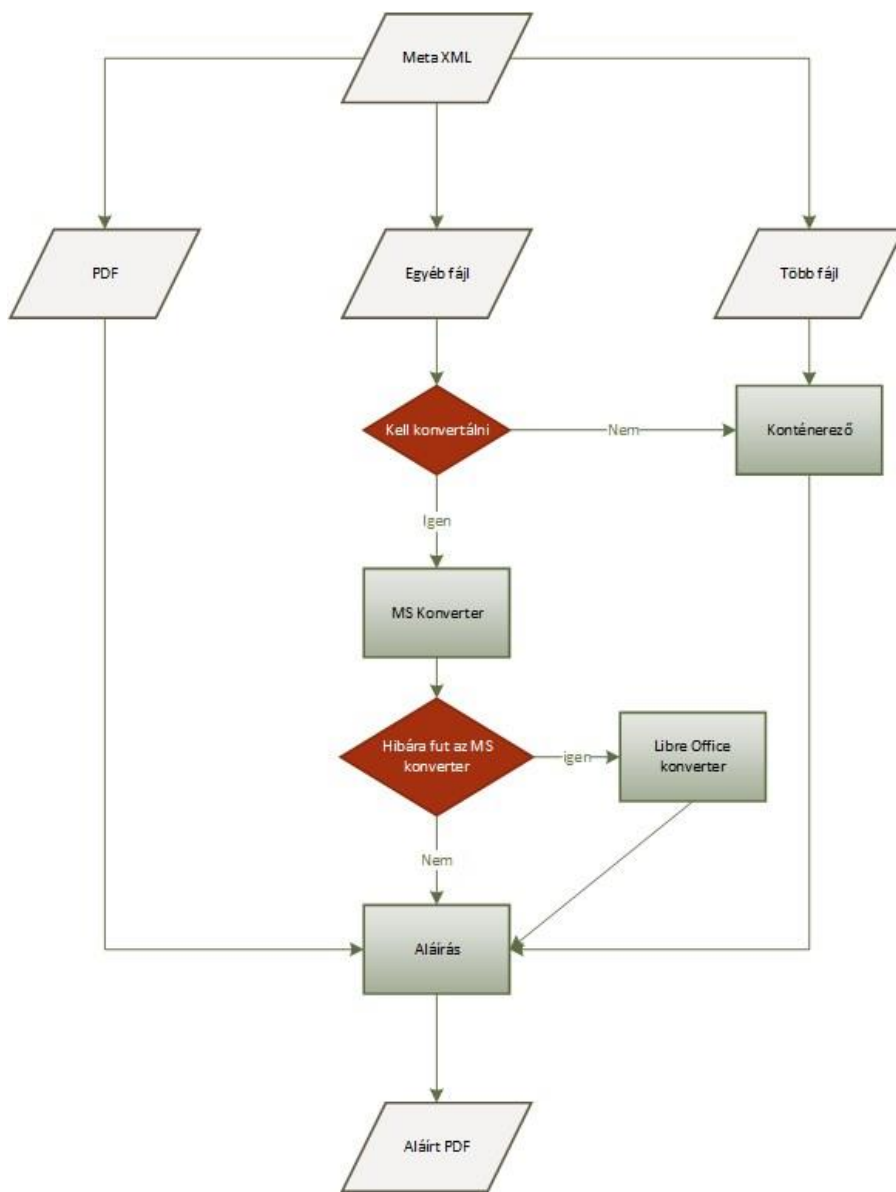 Meta XML
PDF
Egyéb fájl
Több fájl
Kell konvertálni
Nem
Konténerező
Igen
MS Konverter
Hibára fut az MS
konverter
igen
Libre Office
konverter
Nem
Aláírás
Aláírt PDF